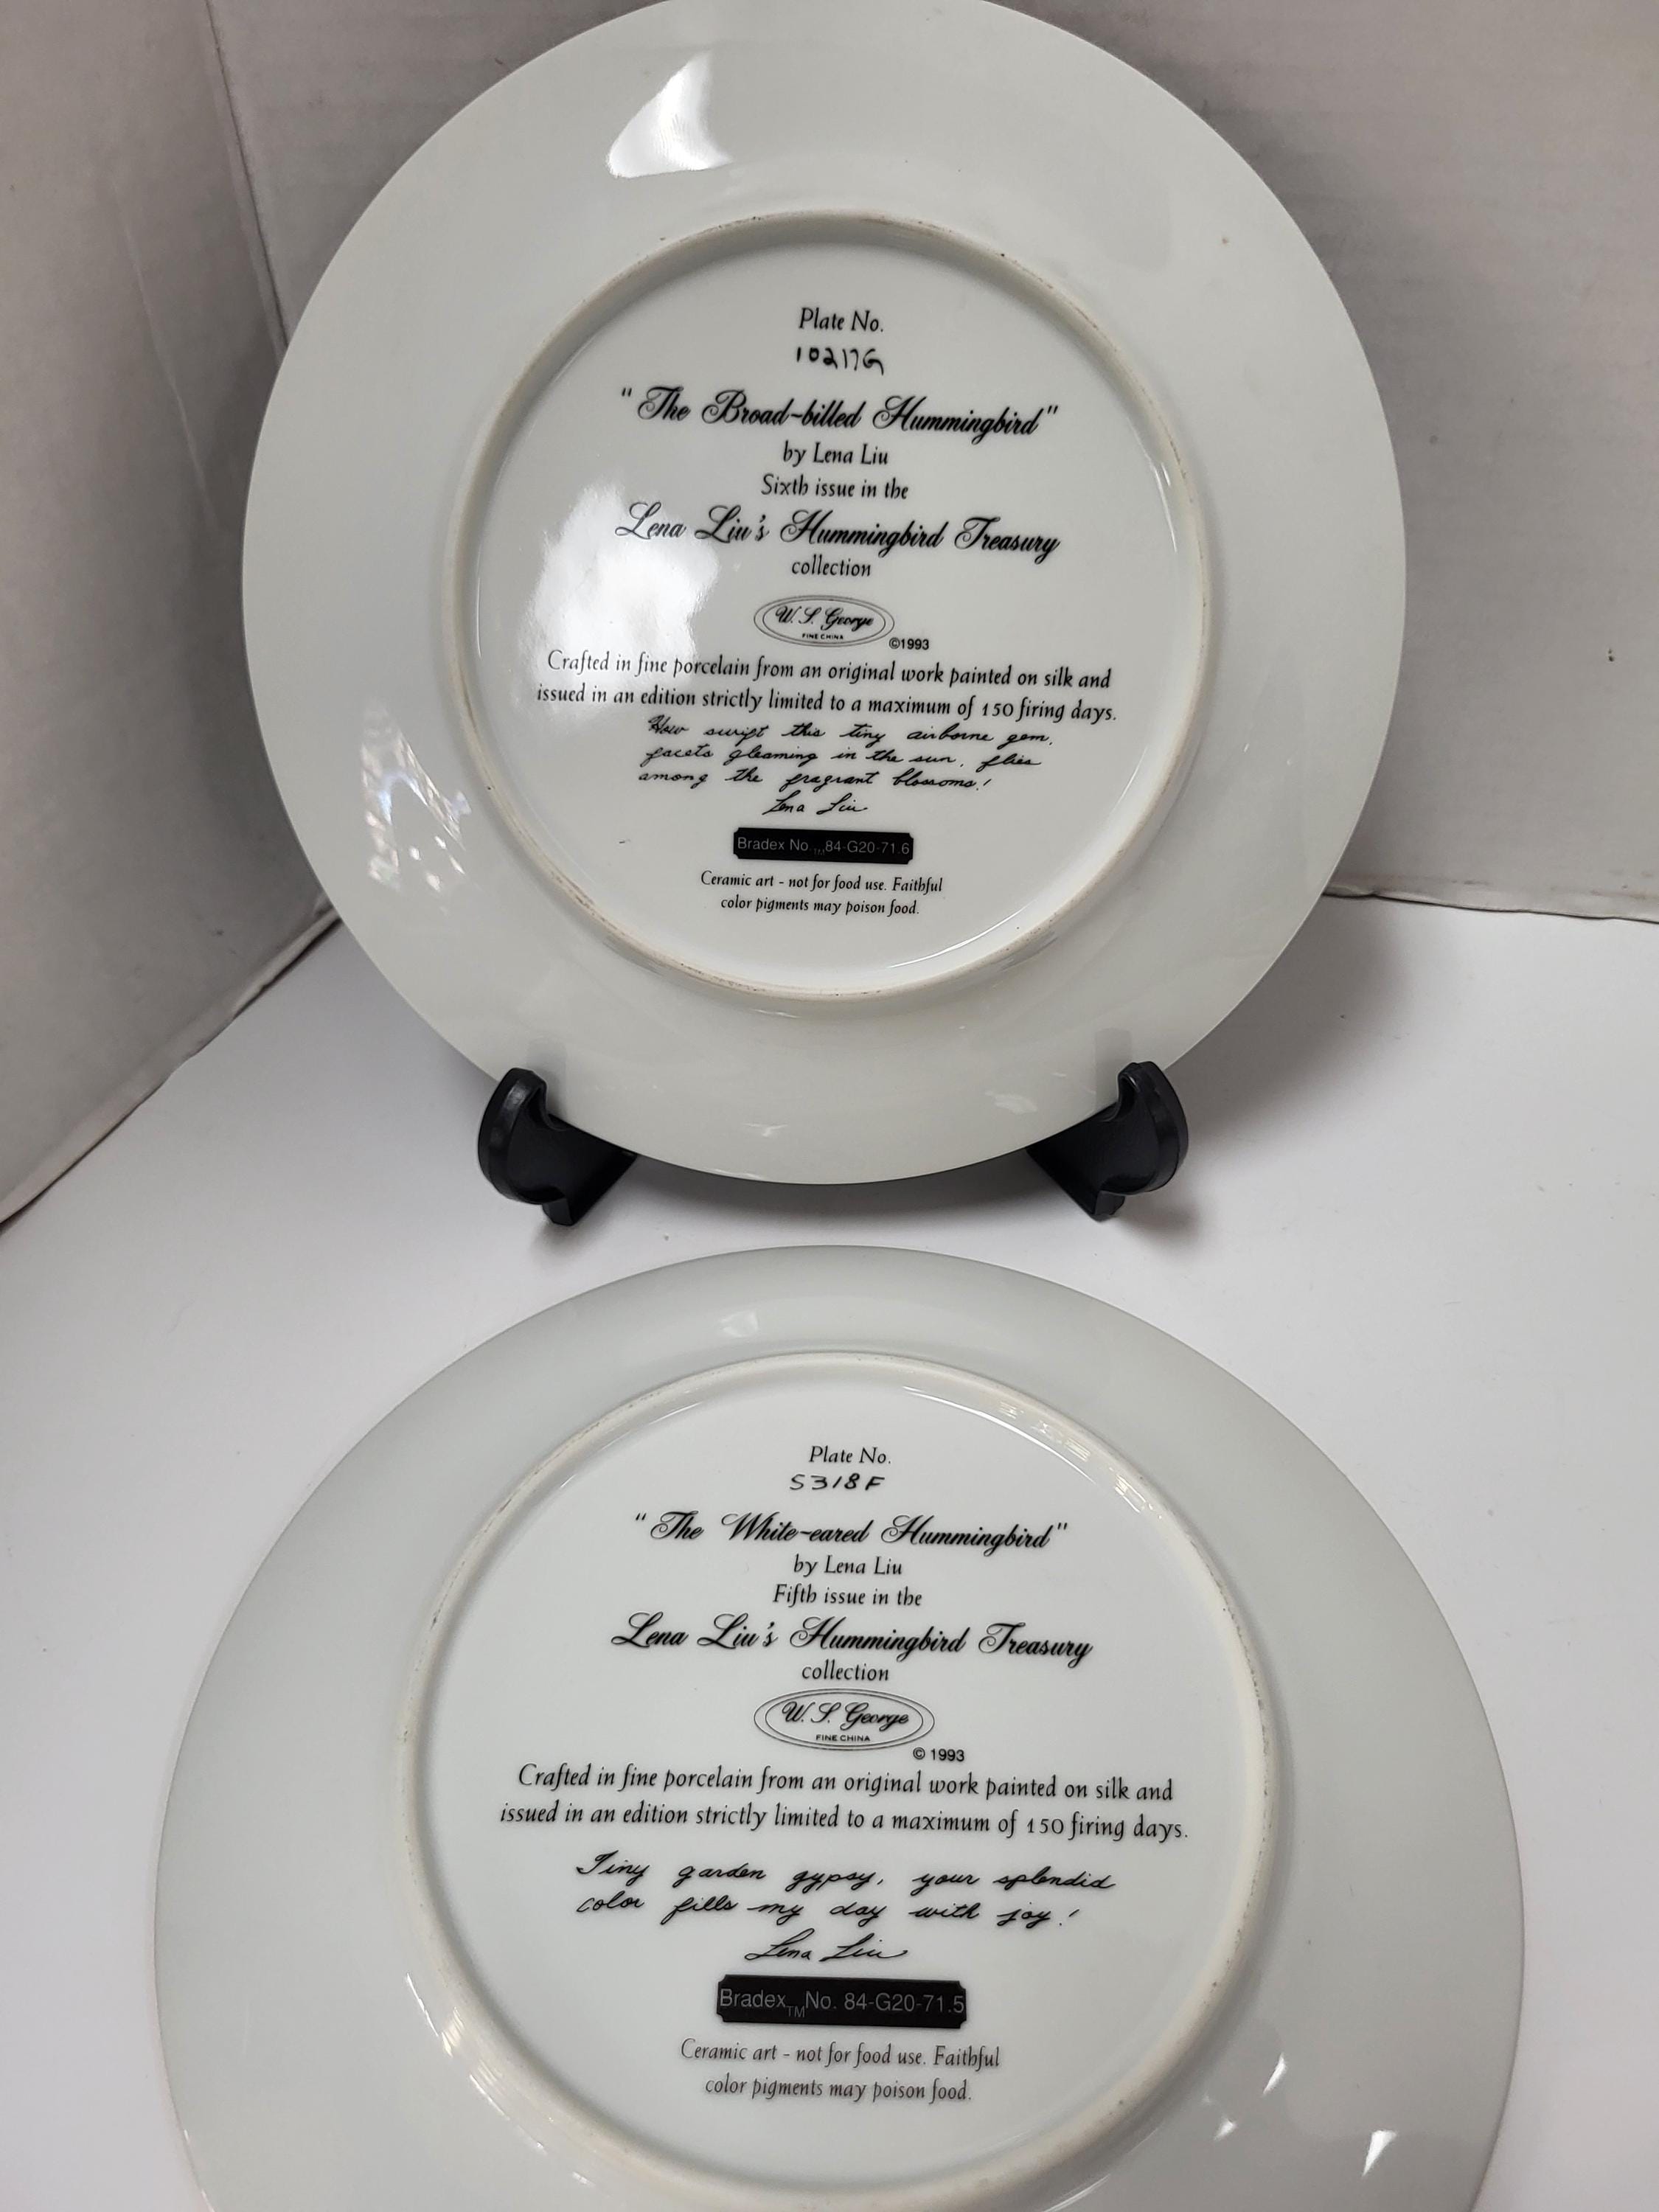 Plate No.
10217G
"The Broad-billed Hummingbird"
by Lena Liu
Sixth issue in the
Lena Liu's Hummingbird Treasury
collection
W. S. George
FINE CHINA
©1993
Crafted in fine porcelain from an original work painted on silk and
issued in an edition strictly limited to a maximum of 150 firing days.
How swift this tiny airborne gem,
facets gleaming in the sun, flies
among the fragrant blossoms!
Lena Liu
Bradex No.TM84-G20-71.6
Ceramic art - not for food use. Faithful
color pigments may poison food.
Plate No.
5318F
"The White-eared Hummingbird"
by Lena Liu
Fifth issue in the
Lena Liu's Hummingbird Treasury
collection
W. S. George
FINE CHINA
© 1993
Crafted in fine porcelain from an original work painted on silk and
issued in an edition strictly limited to a maximum of 150 firing days.
Tiny garden gypsy, your splendid
color fills my day with joy!
Lena Liu
BradexTMNo. 84-G20-71.5
Ceramic art - not for food use. Faithful
color pigments may poison food.